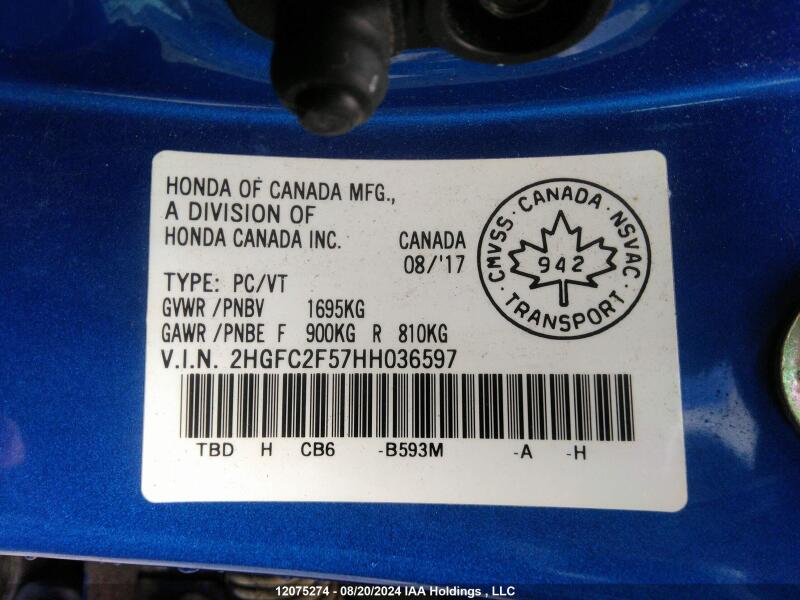 HONDA OF CANADA MFG.,
A DIVISION OF
HONDA CANADA INC. CANADA
08/'17
TYPE: PC/VT
GVWR /PNBV 1695KG
GAWR /PNBE F 900KG R 810KG
V.I.N. 2HGFC2F57HH036597
TBD H CB6 -B593M -A -H
CMVSS · CANADA · NSVAC
942
· TRANSPORT ·
12075274 - 08/20/2024 IAA Holdings , LLC